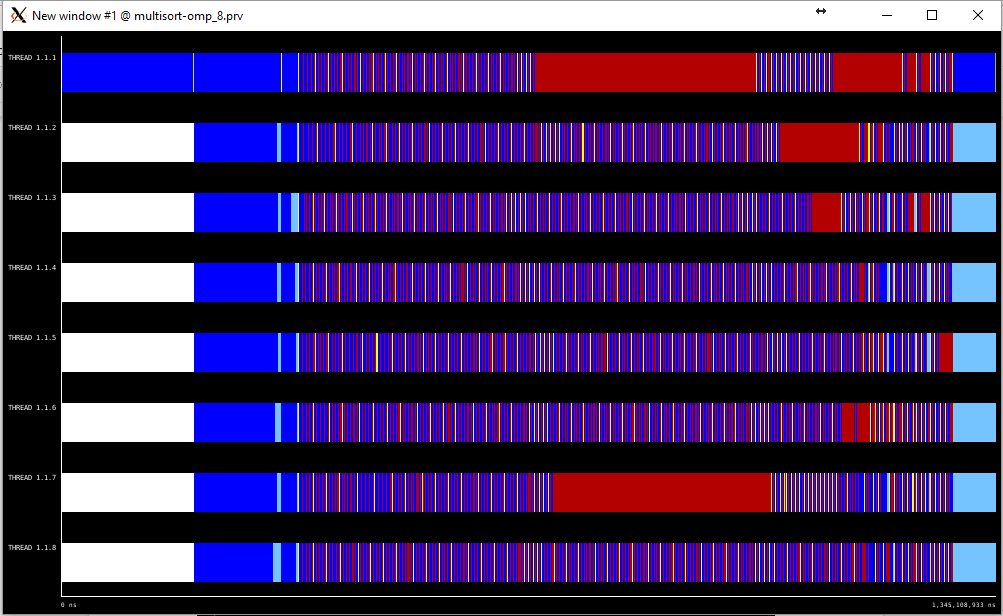 New window #1 @ multisort-omp_8.prv
THREAD 1.1.1
THREAD 1.1.2
THREAD 1.1.3
THREAD 1.1.4
THREAD 1.1.5
THREAD 1.1.6
THREAD 1.1.7
THREAD 1.1.8
0 ns
1,345,108,933 ns